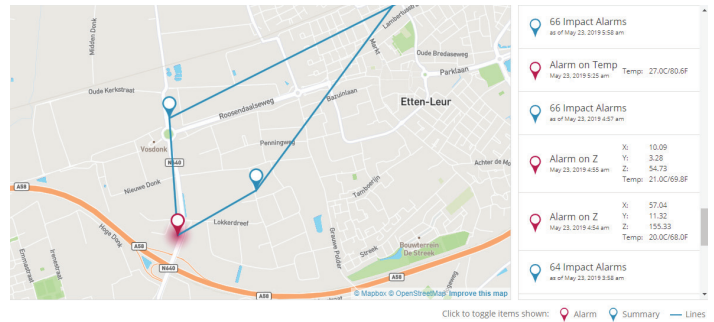 Lambertusstraat
Markt
Midden Donk
Oude Bredaseweg
Parklaan
Oude Kerkstraat
Bazuinlaan
Etten-Leur
Roosendaalseweg
Penningweg
Vosdonk
N640
Achter de Mo
Nieuwe Donk
Tamboerijn
A58
Lokkerdreef
Hoge Donk
Grauwe Polder
Streek
Bouwterrein
De Streek
A58
Emmastraat
Irenestraat
N640
A58
A58
© Mapbox © OpenStreetMap Improve this map
66 Impact Alarms
as of May 23, 2019 5:58 am
Alarm on Temp
May 23, 2019 5:25 am
Temp: 27.0C/80.6F
66 Impact Alarms
as of May 23, 2019 4:57 am
Alarm on Z
May 23, 2019 4:55 am
X: 10.09
Y: 3.28
Z: 54.73
Temp: 21.0C/69.8F
Alarm on Z
May 23, 2019 4:54 am
X: 57.04
Y: 11.32
Z: 155.33
Temp: 20.0C/68.0F
64 Impact Alarms
as of May 23, 2019 3:58 am
Click to toggle items shown: Alarm Summary Lines